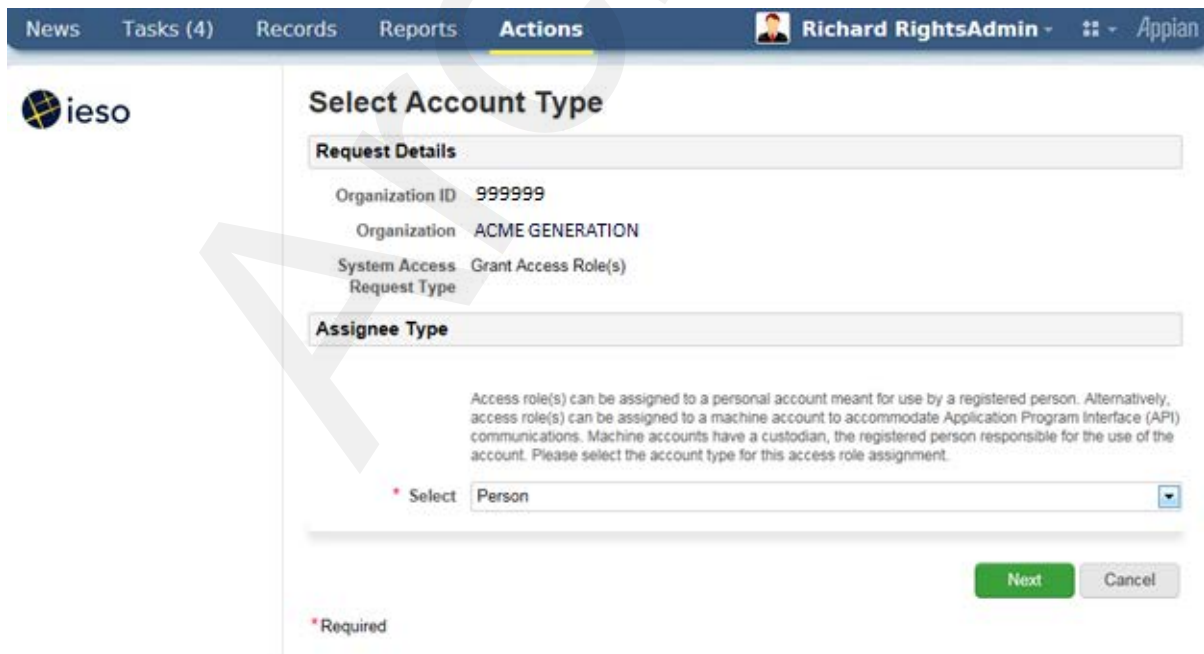 News Tasks (4) Records Reports Actions Richard RightsAdmin Appian
ieso
Select Account Type
Request Details
Organization ID 999999
Organization ACME GENERATION
System Access Grant Access Role(s)
Request Type
Assignee Type
Access role(s) can be assigned to a personal account meant for use by a registered person. Alternatively,
access role(s) can be assigned to a machine account to accommodate Application Program Interface (API)
communications. Machine accounts have a custodian, the registered person responsible for the use of the
account. Please select the account type for this access role assignment.
* Select Person
Next Cancel
*Required